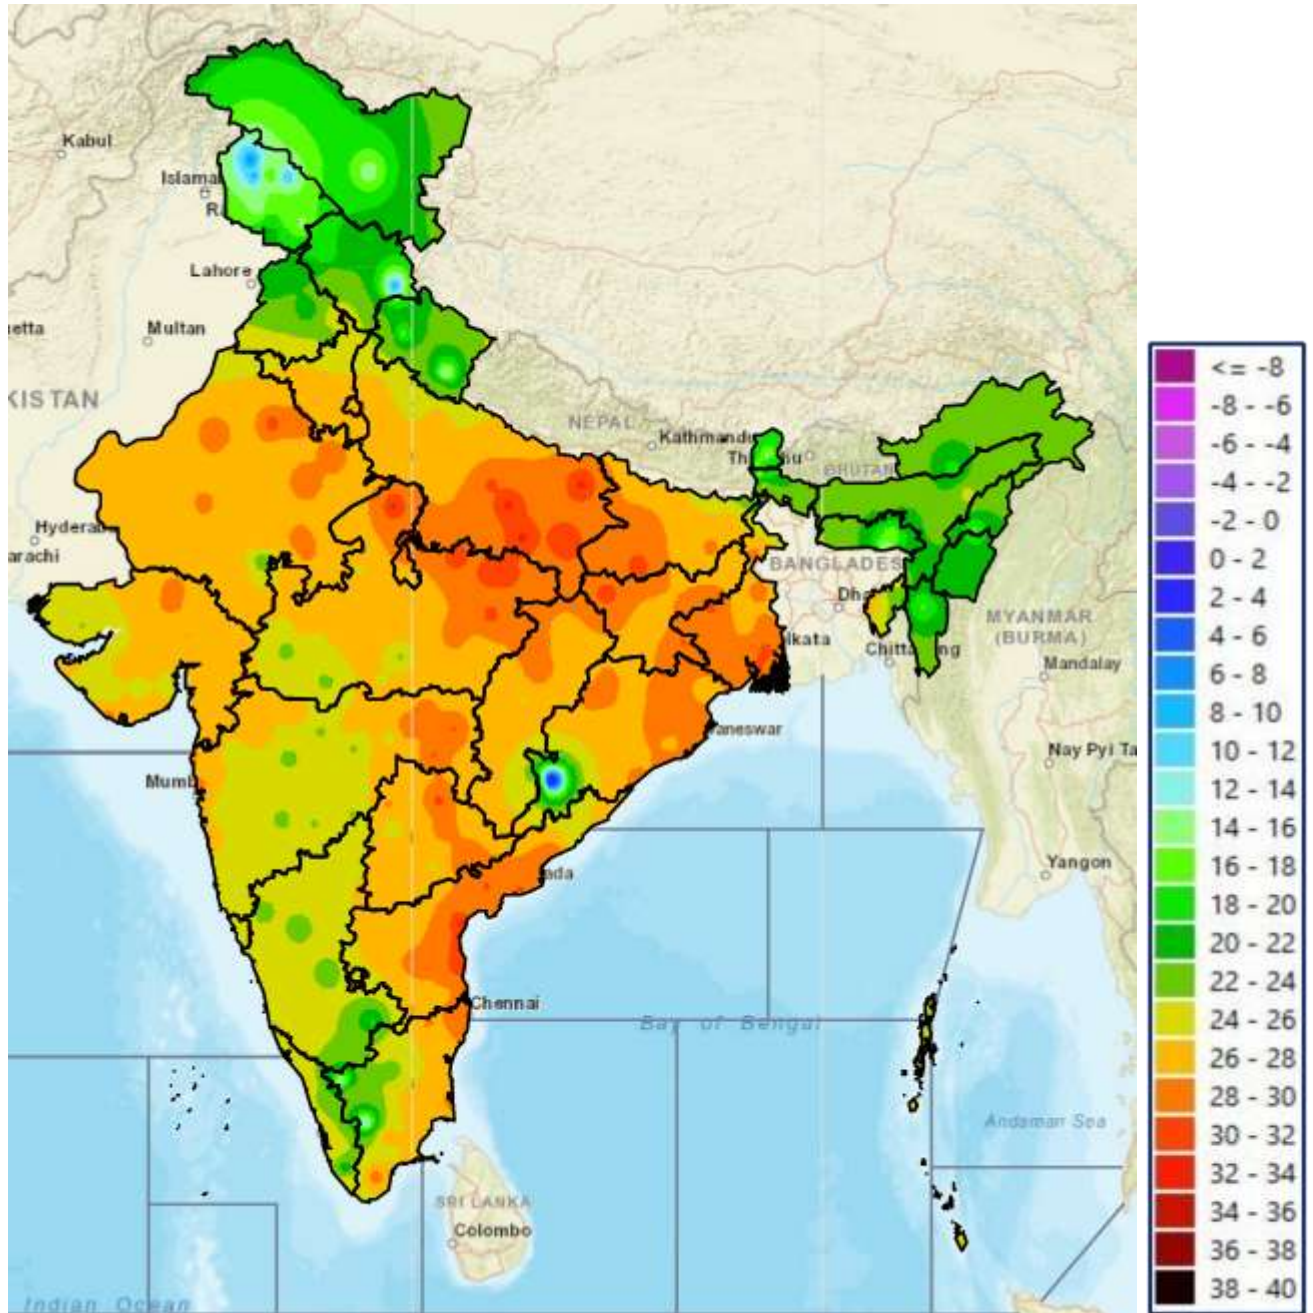 Kabul
Islama
R
Lahore
etta
Multan
KISTAN
NEPAL
Kathmandu
Th
u
BHUTAN
Hyderab
arachi
BANGLADES
Dha
MYANMAR
(BURMA)
lkata
Chitta
ng
Mandalay
aneswar
Nay Pyi Ta
Mumb
Yangon
ada
Chennai
Bay of Bengal
Andaman Sea
SRI LANKA
Colombo
Indian Ocean
<= -8
-8 - -6
-6 - -4
-4 - -2
-2 - 0
0 - 2
2 - 4
4 - 6
6 - 8
8 - 10
10 - 12
12 - 14
14 - 16
16 - 18
18 - 20
20 - 22
22 - 24
24 - 26
26 - 28
28 - 30
30 - 32
32 - 34
34 - 36
36 - 38
38 - 40